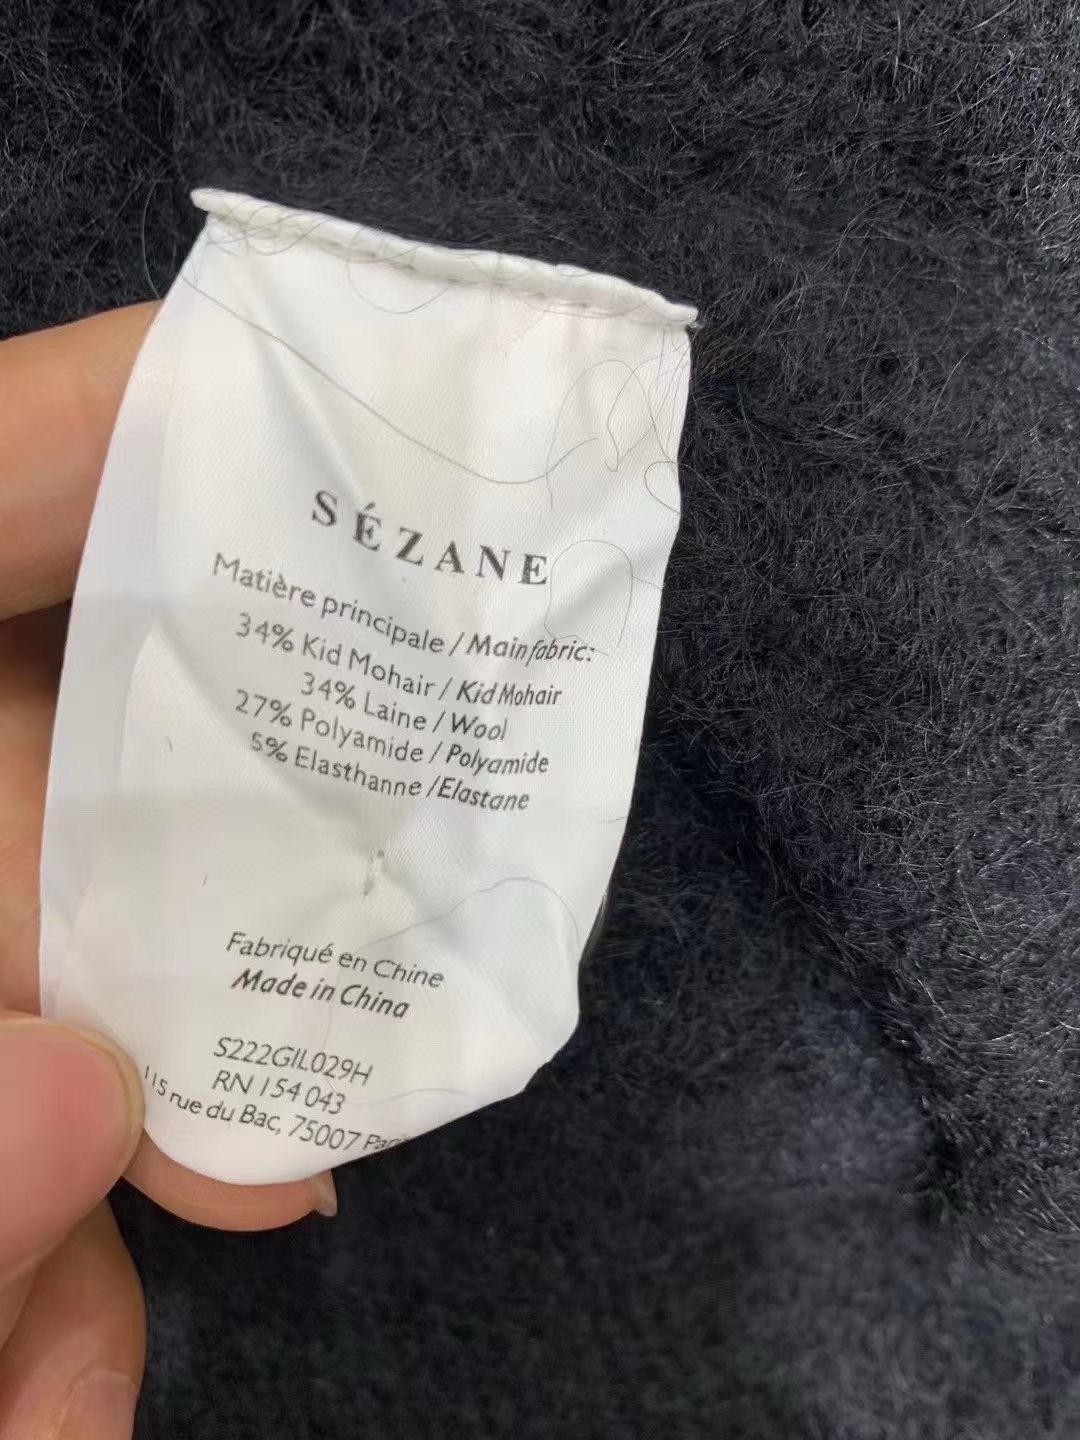 SÉZANE
Matière principale / Main fabric:
34% Kid Mohair / Kid Mohair
34% Laine / Wool
27% Polyamide / Polyamide
5% Elasthanne / Elastane
Fabriqué en Chine
Made in China
S222GIL029H
RN 154 043
115 rue du Bac, 75007